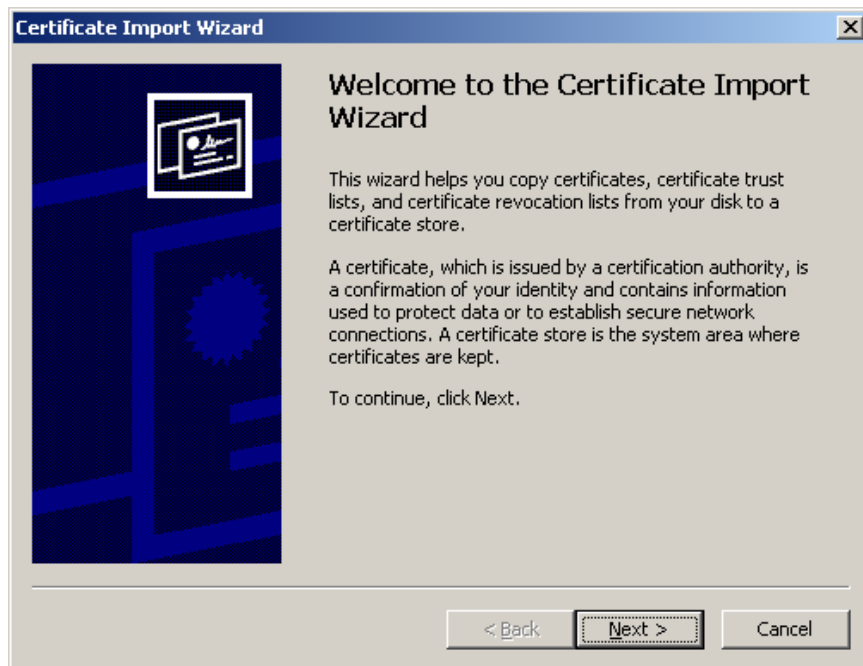 Certificate Import Wizard
Welcome to the Certificate Import
Wizard
This wizard helps you copy certificates, certificate trust
lists, and certificate revocation lists from your disk to a
certificate store.
A certificate, which is issued by a certification authority, is
a confirmation of your identity and contains information
used to protect data or to establish secure network
connections. A certificate store is the system area where
certificates are kept.
To continue, click Next.
< Back
Next >
Cancel